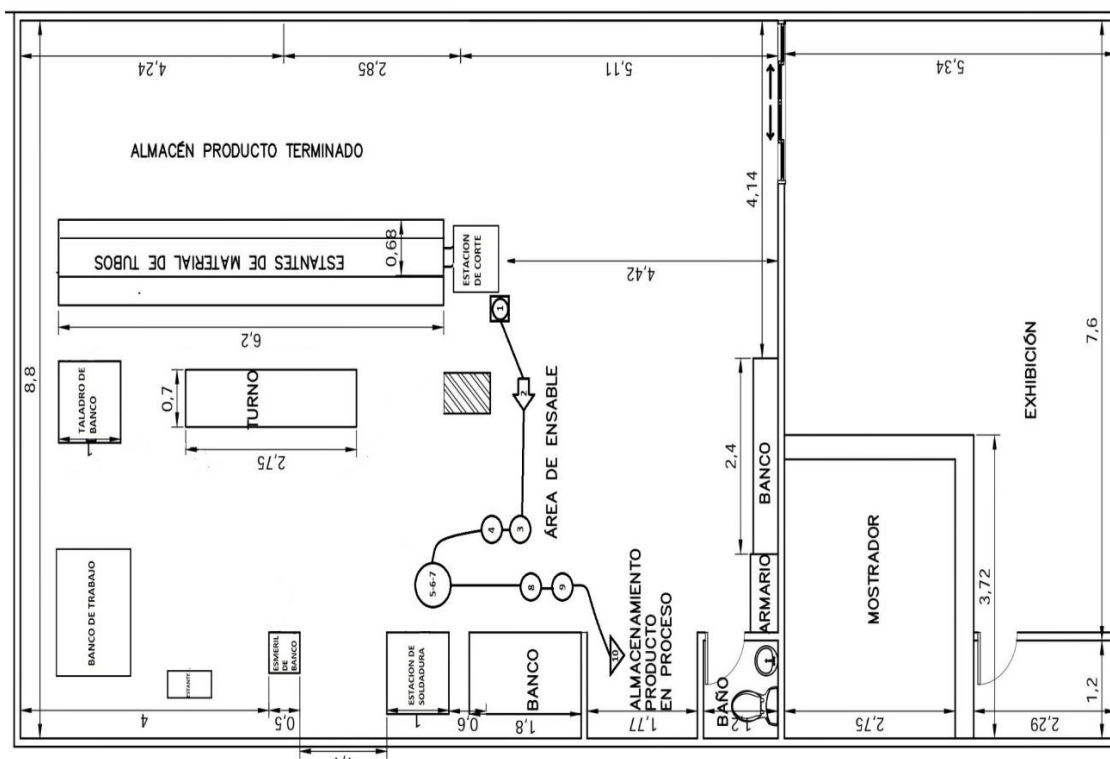 4,24
2,85
5,11
5,34
ALMACÉN PRODUCTO TERMINADO
4,14
ESTANTES DE MATERIAL DE TUBOS
0,68
ESTACION
DE CORTE
4,42
1
6,2
8,8
7,6
EXHIBICIÓN
TALADRO DE
BANCO
1
0,7
TURNO
2,75
2
ÁREA DE ENSABLE
2,4
BANCO
4
3
5-6-7
8
9
10
BANCO DE TRABAJO
ESTANTE
ESMERIL
DE
BANCO
ESTACION DE
SOLDADURA
BANCO
ALMACENAMIENTO
PRODUCTO
EN PROCESO
ARMARIO
BAÑO
MOSTRADOR
3,72
4
0,5
1
0,6
1,8
1,77
1,2
2,75
2,29
1,2